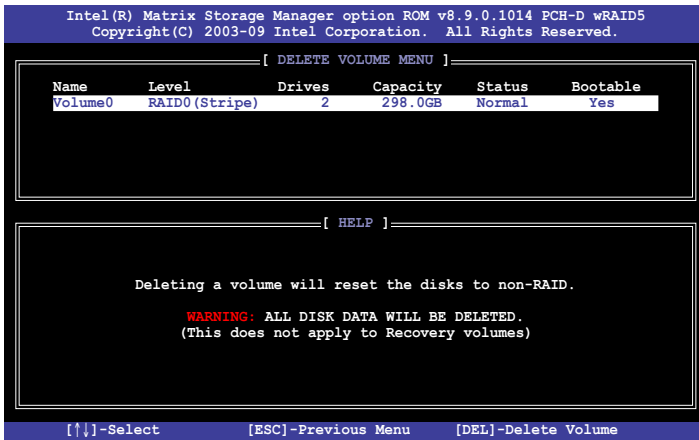 Intel(R) Matrix Storage Manager option ROM v8.9.0.1014 PCH-D wRAID5
Copyright(C) 2003-09 Intel Corporation. All Rights Reserved.
[ DELETE VOLUME MENU ]
Name Level Drives Capacity Status Bootable
Volume0 RAID0(Stripe) 2 298.0GB Normal Yes
[ HELP ]
Deleting a volume will reset the disks to non-RAID.
WARNING: ALL DISK DATA WILL BE DELETED.
(This does not apply to Recovery volumes)
[↑↓]-Select [ESC]-Previous Menu [DEL]-Delete Volume